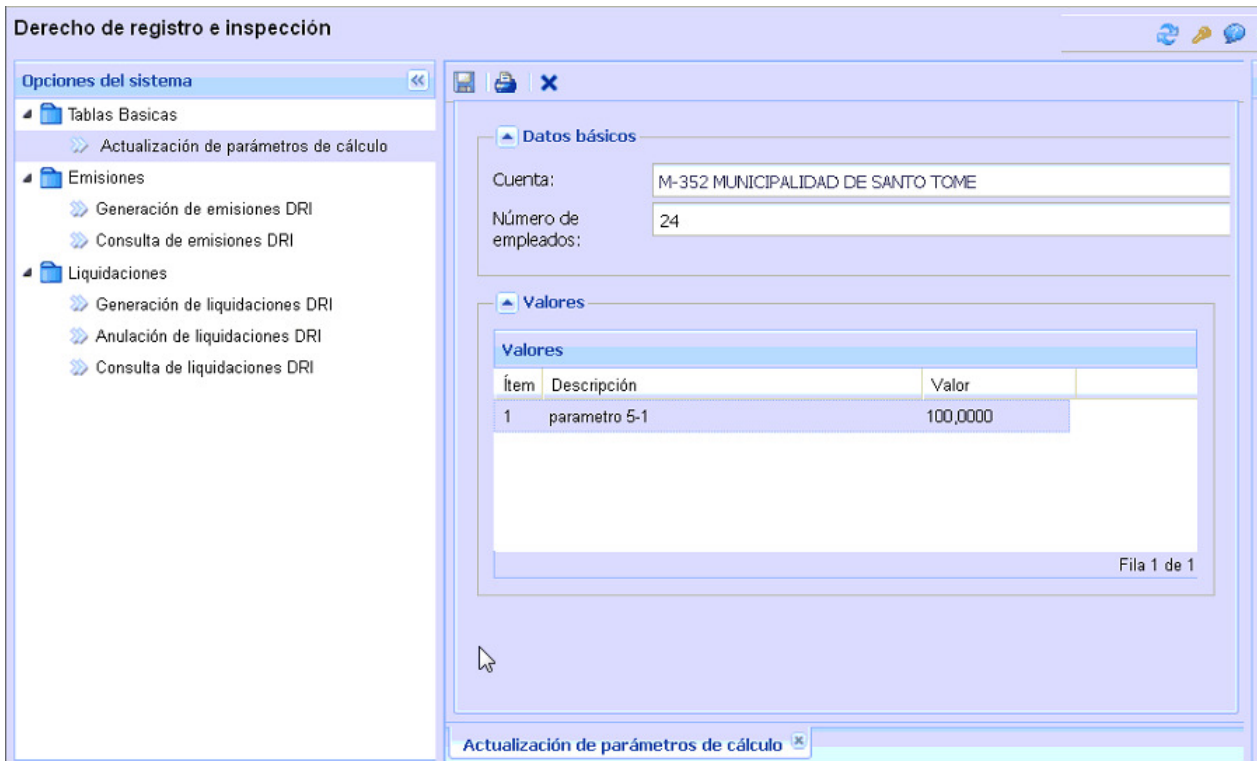 Derecho de registro e inspección
Opciones del sistema
Tablas Basicas
Actualización de parámetros de cálculo
Emisiones
Generación de emisiones DRI
Consulta de emisiones DRI
Liquidaciones
Generación de liquidaciones DRI
Anulación de liquidaciones DRI
Consulta de liquidaciones DRI
Datos básicos
Cuenta: M-352 MUNICIPALIDAD DE SANTO TOME
Número de empleados: 24
Valores
Valores
Ítem Descripción Valor
1 parametro 5-1 100,0000
Fila 1 de 1
Actualización de parámetros de cálculo